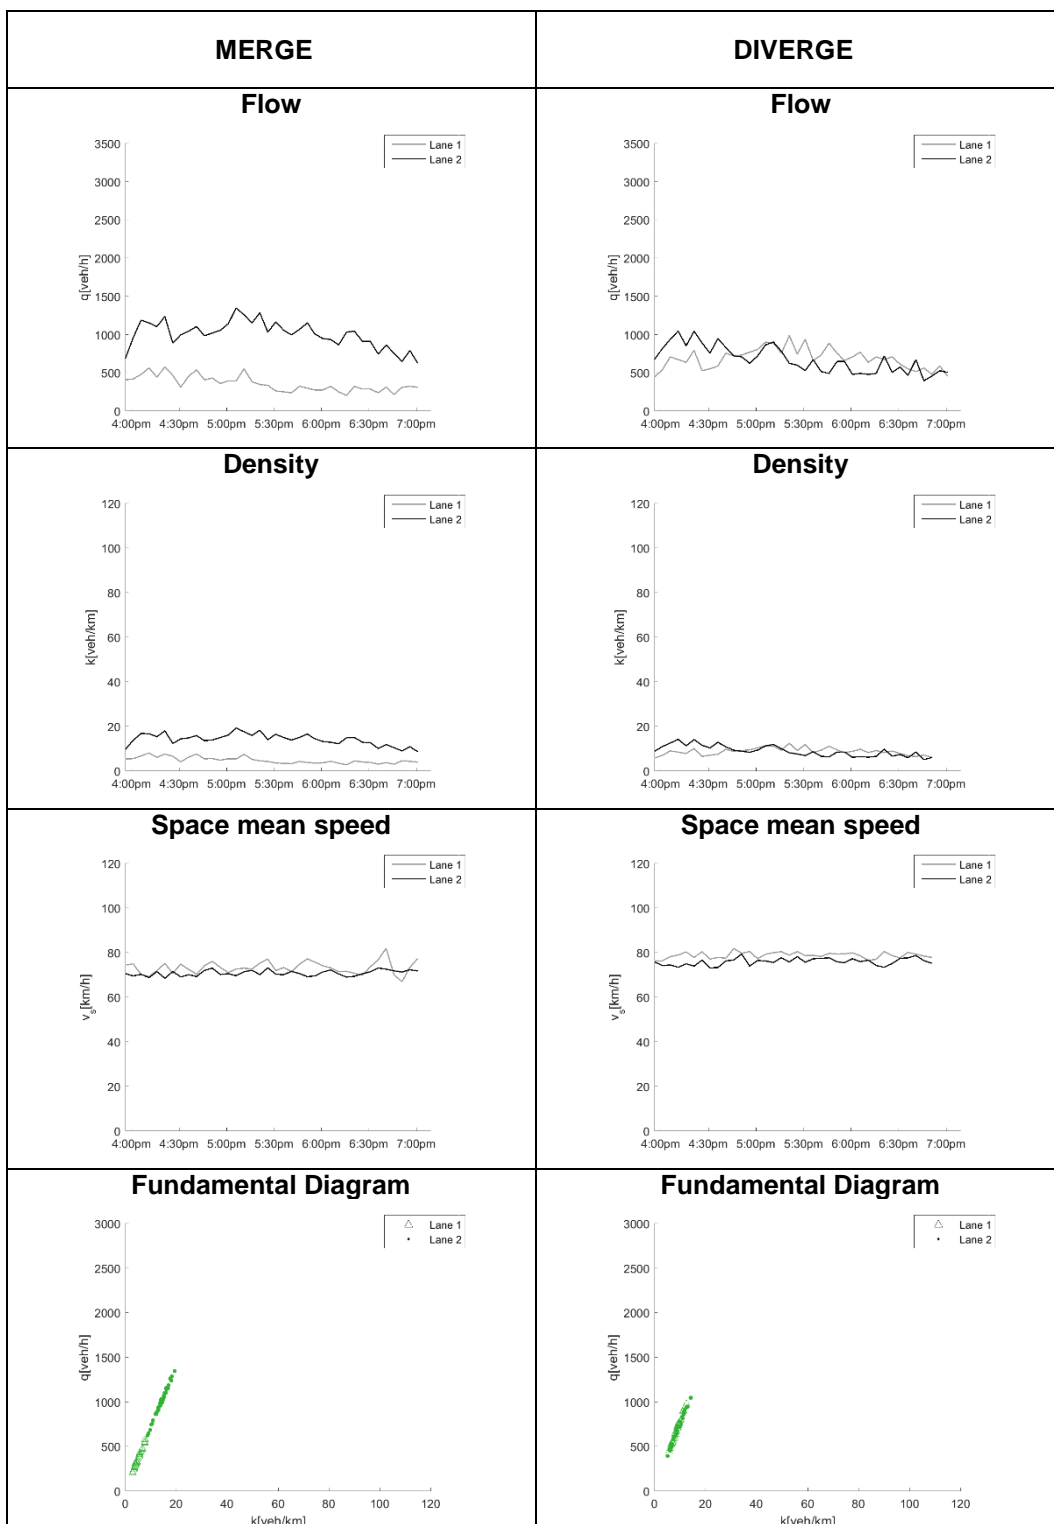 MERGE
DIVERGE
Flow
Flow
3500
3000
2500
2000
1500
1000
500
0
q[veh/h]
4:00pm 4:30pm 5:00pm 5:30pm 6:00pm 6:30pm 7:00pm
Lane 1
Lane 2
3500
3000
2500
2000
1500
1000
500
0
q[veh/h]
4:00pm 4:30pm 5:00pm 5:30pm 6:00pm 6:30pm 7:00pm
Lane 1
Lane 2
Density
Density
120
100
80
60
40
20
0
k[veh/km]
4:00pm 4:30pm 5:00pm 5:30pm 6:00pm 6:30pm 7:00pm
Lane 1
Lane 2
120
100
80
60
40
20
0
k[veh/km]
4:00pm 4:30pm 5:00pm 5:30pm 6:00pm 6:30pm 7:00pm
Lane 1
Lane 2
Space mean speed
Space mean speed
120
100
80
60
40
20
0
v_s[km/h]
4:00pm 4:30pm 5:00pm 5:30pm 6:00pm 6:30pm 7:00pm
Lane 1
Lane 2
120
100
80
60
40
20
0
v_s[km/h]
4:00pm 4:30pm 5:00pm 5:30pm 6:00pm 6:30pm 7:00pm
Lane 1
Lane 2
Fundamental Diagram
Fundamental Diagram
3000
2500
2000
1500
1000
500
0
q[veh/h]
0 20 40 60 80 100 120
k[veh/km]
Lane 1
Lane 2
3000
2500
2000
1500
1000
500
0
q[veh/h]
0 20 40 60 80 100 120
k[veh/km]
Lane 1
Lane 2